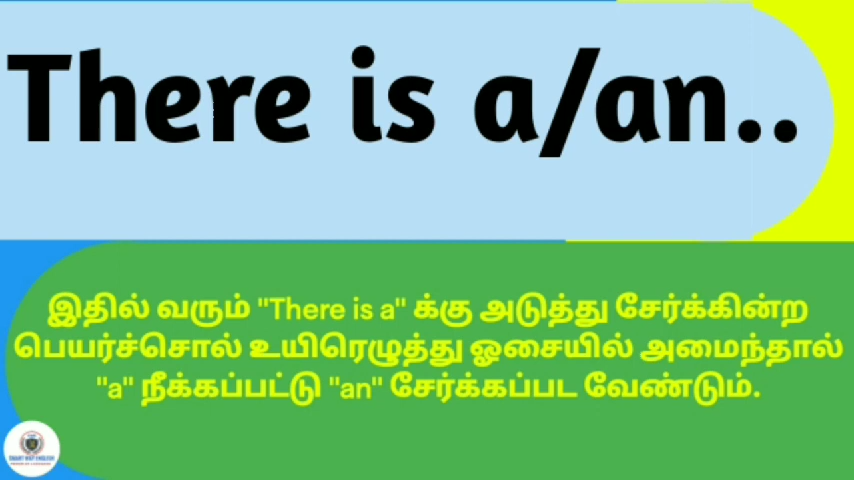 There is a/an..
இதில் வரும் "There is a" க்கு அடுத்து சேர்க்கின்ற
பெயர்ச்சொல் உயிரெழுத்து ஓசையில் அமைந்தால்
"a" நீக்கப்பட்டு "an" சேர்க்கப்பட வேண்டும்.